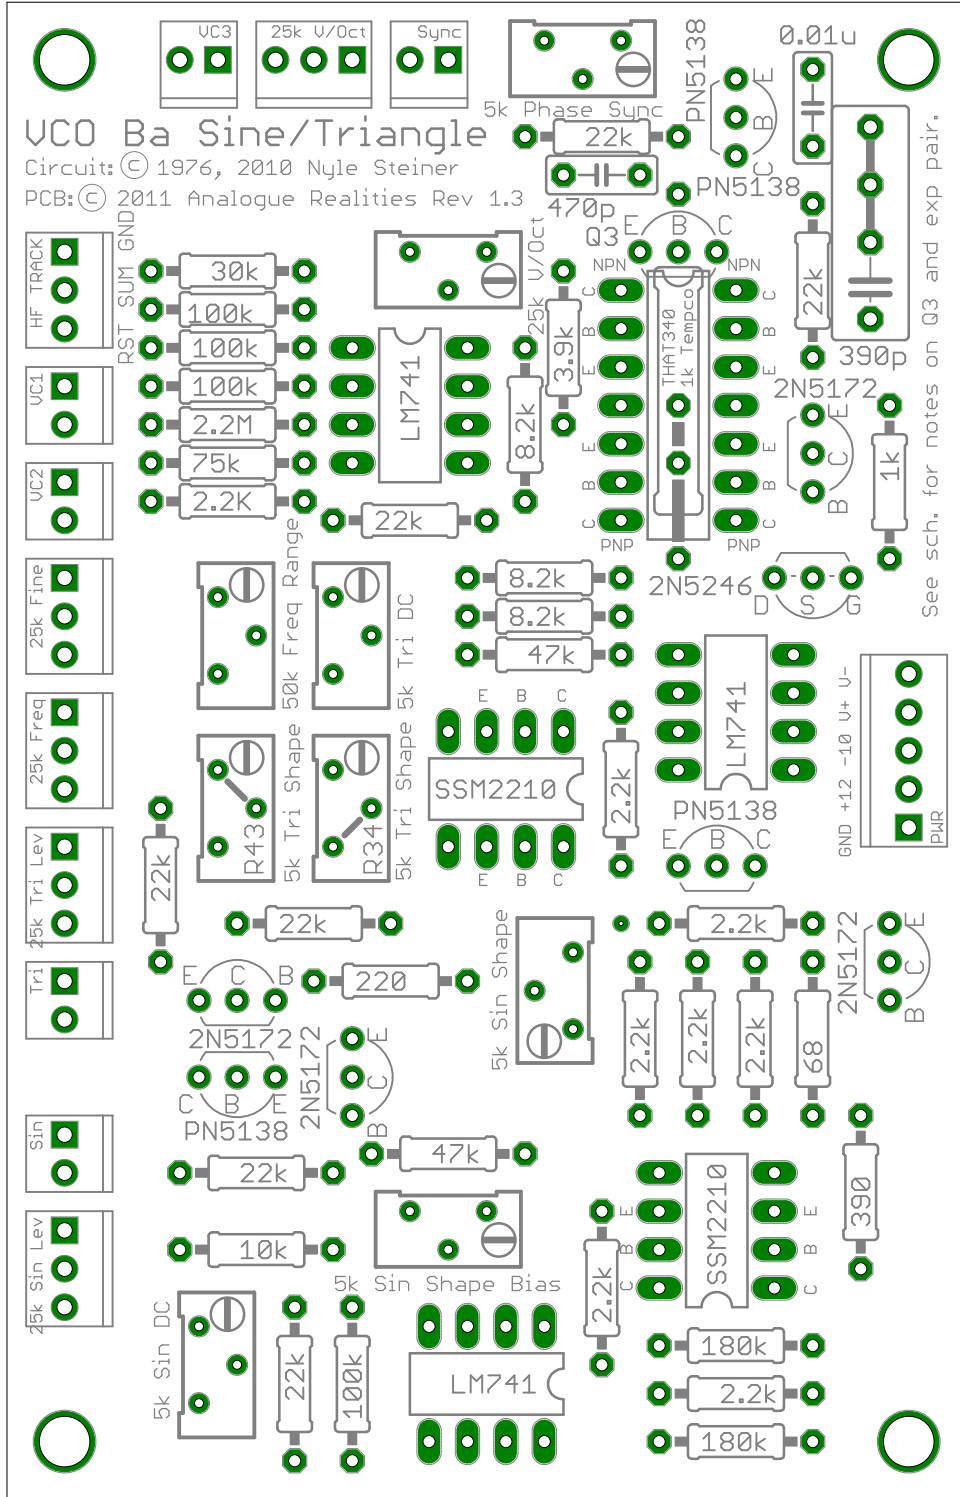 VC3
25k V/Oct
Sync
5k Phase Sync
PN5138
E
B
C
0.01u
VCO Ba Sine/Triangle
Circuit: © 1976, 2010 Nyle Steiner
PCB: © 2011 Analogue Realities Rev 1.3
22k
470p
PN5138
E B C
Q3
22k
390p
See sch. for notes on Q3 and exp pair.
HF TRACK
RST SUM GND
30k
100k
100k
100k
2.2M
75k
2.2K
25k V/Oct
LM741
22k
3.9k
8.2k
NPN NPN
C C
B B
E E
THAT340
1k Tempco
E E
B B
C C
PNP PNP
2N5172
E
C
B
1k
2N5246
D S G
VC1
VC2
25k Fine
25k Freq
25k Tri Lev
Tri
Sin
25k Sin Lev
50k Freq Range
5k Tri DC
8.2k
8.2k
47k
R43
5k Tri Shape
R34
5k Tri Shape
E B C
SSM2210
E B C
2.2k
LM741
PN5138
E B C
GND +12 -10 V+ V-
PWR
22k
22k
220
E C B
2N5172
C B E
PN5138
2N5172
E
C
B
5k Sin Shape
2.2k
2N5172
E
C
B
2.2k
2.2k
2.2k
68
22k
47k
10k
5k Sin Shape Bias
5k Sin DC
22k
100k
LM741
2.2k
E E
B B
C C
SSM2210
390
180k
2.2k
180k